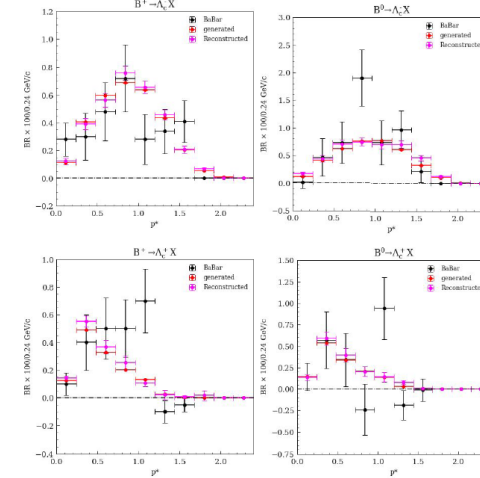 B⁺→Λc⁻X
BR × 100/0.24 GeV/c
1.2
1.0
0.8
0.6
0.4
0.2
0.0
−0.2
BaBar
generated
Reconstructed
0.0 0.5 1.0 1.5 2.0
p*
B⁰→Λc⁻X
BR × 100/0.24 GeV/c
3.0
2.5
2.0
1.5
1.0
0.5
0.0
−0.5
BaBar
generated
Reconstructed
0.0 0.5 1.0 1.5 2.0
p*
B⁺→Λc⁺X
BR × 100/0.24 GeV/c
1.0
0.8
0.6
0.4
0.2
0.0
−0.2
−0.4
BaBar
generated
Reconstructed
0.0 0.5 1.0 1.5 2.0
p*
B⁰→Λc⁺X
BR × 100/0.24 GeV/c
1.50
1.25
1.00
0.75
0.50
0.25
0.00
−0.25
−0.50
−0.75
BaBar
generated
Reconstructed
0.0 0.5 1.0 1.5 2.0
p*